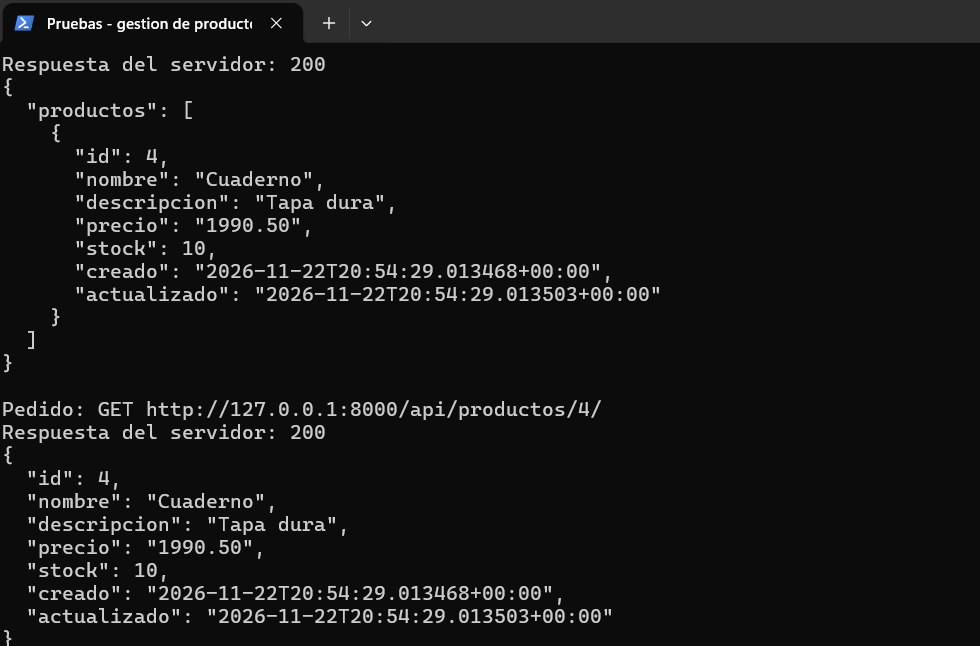 Pruebas - gestion de product
Respuesta del servidor: 200
{
  "productos": [
    {
      "id": 4,
      "nombre": "Cuaderno",
      "descripcion": "Tapa dura",
      "precio": "1990.50",
      "stock": 10,
      "creado": "2026-11-22T20:54:29.013468+00:00",
      "actualizado": "2026-11-22T20:54:29.013503+00:00"
    }
  ]
}
Pedido: GET http://127.0.0.1:8000/api/productos/4/
Respuesta del servidor: 200
{
  "id": 4,
  "nombre": "Cuaderno",
  "descripcion": "Tapa dura",
  "precio": "1990.50",
  "stock": 10,
  "creado": "2026-11-22T20:54:29.013468+00:00",
  "actualizado": "2026-11-22T20:54:29.013503+00:00"
}